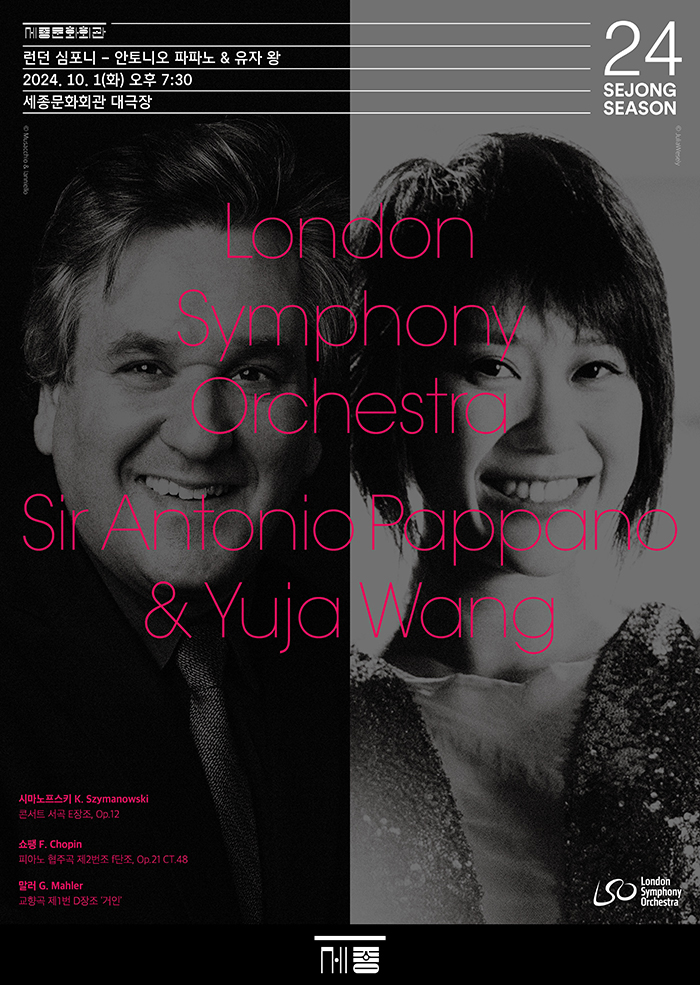 세종문화회관
런던 심포니 – 안토니오 파파노 & 유자 왕
2024. 10. 1(화) 오후 7:30
세종문화회관 대극장
24
SEJONG
SEASON
© Musacchio & Ianniello
London
Symphony
Orchestra
Sir Antonio Pappano
& Yuja Wang
시마노프스키 K. Szymanowski
콘서트 서곡 E장조, Op.12
쇼팽 F. Chopin
피아노 협주곡 제2번조 f단조, Op.21 CT.48
말러 G. Mahler
교향곡 제1번 D장조 '거인'
LSO London
Symphony
Orchestra
세종